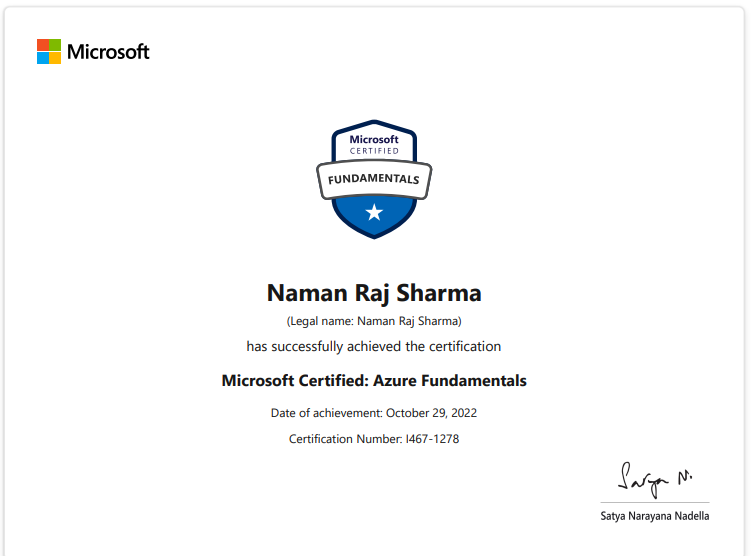 Microsoft
Microsoft
CERTIFIED
FUNDAMENTALS
Naman Raj Sharma
(Legal name: Naman Raj Sharma)
has successfully achieved the certification
Microsoft Certified: Azure Fundamentals
Date of achievement: October 29, 2022
Certification Number: I467-1278
Satya N.
Satya Narayana Nadella